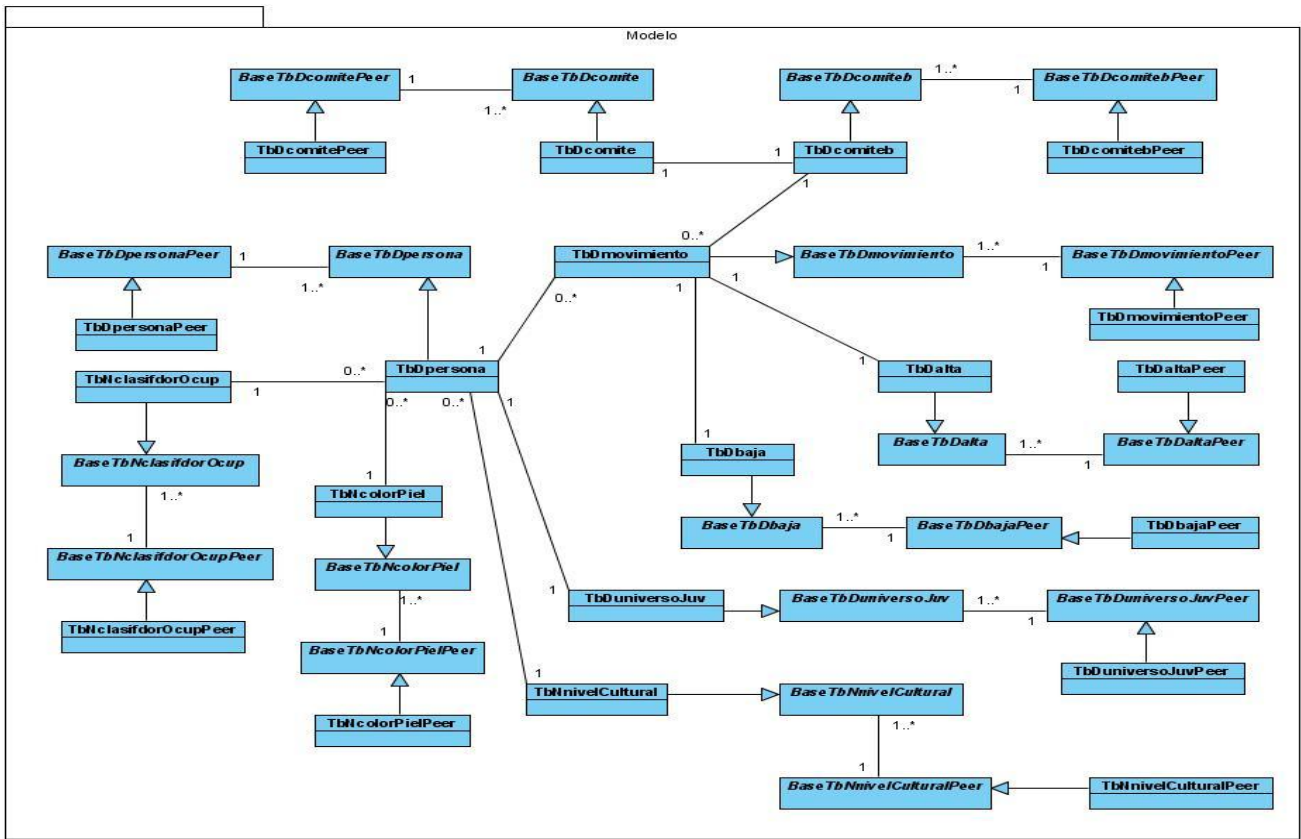 Modelo
BaseTbDcomitePeer
1
1..*
BaseTbDcomite
BaseTbDcomiteb
1..*
1
BaseTbDcomitebPeer
TbDcomitePeer
TbDcomite
1
1
TbDcomiteb
1
TbDcomitebPeer
BaseTbDpersonaPeer
1
1..*
BaseTbDpersona
0..*
TbDmovimiento
0..*
1
1
BaseTbDmovimiento
1..*
1
BaseTbDmovimientoPeer
TbDpersonaPeer
TbDmovimientoPeer
TbNclasifdorOcup
1
0..*
1
TbDpersona
0..*
0..*
1
1
TbDalta
TbDaltaPeer
BaseTbNclasifdorOcup
1..*
1
TbDbaja
BaseTbDalta
1..*
1
BaseTbDaltaPeer
1
TbNcolorPiel
1
BaseTbNclasifdorOcupPeer
BaseTbDbaja
1..*
1
BaseTbDbajaPeer
TbDbajaPeer
BaseTbNcolorPiel
1..*
1
TbNclasifdorOcupPeer
1
TbDuniversoJuv
BaseTbDuniversoJuv
1..*
1
BaseTbDuniversoJuvPeer
BaseTbNcolorPielPeer
TbDuniversoJuvPeer
1
TbNnivelCultural
BaseTbNnivelCultural
1..*
1
TbNcolorPielPeer
BaseTbNnivelCulturalPeer
TbNnivelCulturalPeer